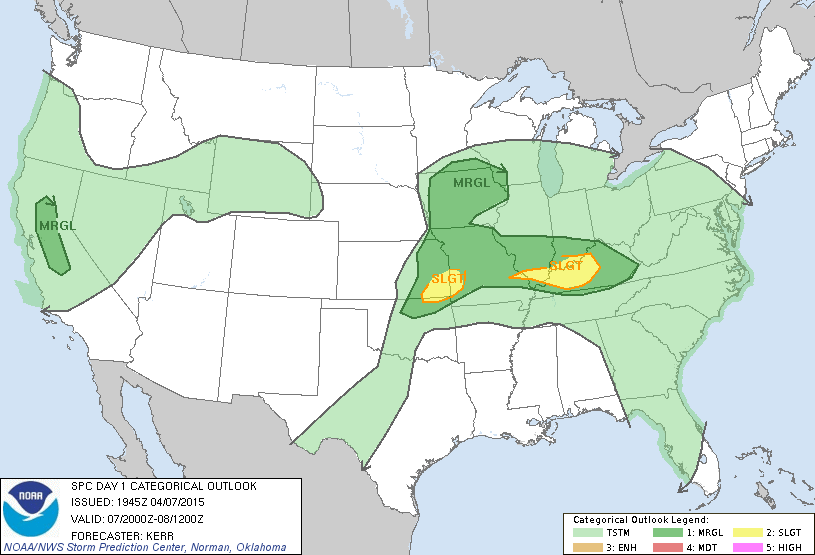 MRGL
MRGL
SLGT
SLGT
NOAA
SPC DAY 1 CATEGORICAL OUTLOOK
ISSUED: 1945Z 04/07/2015
VALID: 07/2000Z-08/1200Z
FORECASTER: KERR
NOAA/NWS Storm Prediction Center, Norman, Oklahoma
Categorical Outlook Legend:
TSTM 1: MRGL 2: SLGT
3: ENH 4: MDT 5: HIGH